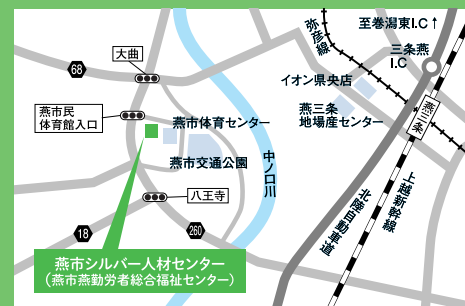 大曲
68
燕市民
体育館入口
燕市体育センター
燕市交通公園
八王寺
18
260
燕市シルバー人材センター
(燕市燕勤労者総合福祉センター)
中ノ口川
弥彦線
至巻潟東I.C↑
三条燕
I.C
イオン県央店
燕三条
地場産センター
燕三条
上越新幹線
北陸自動車道